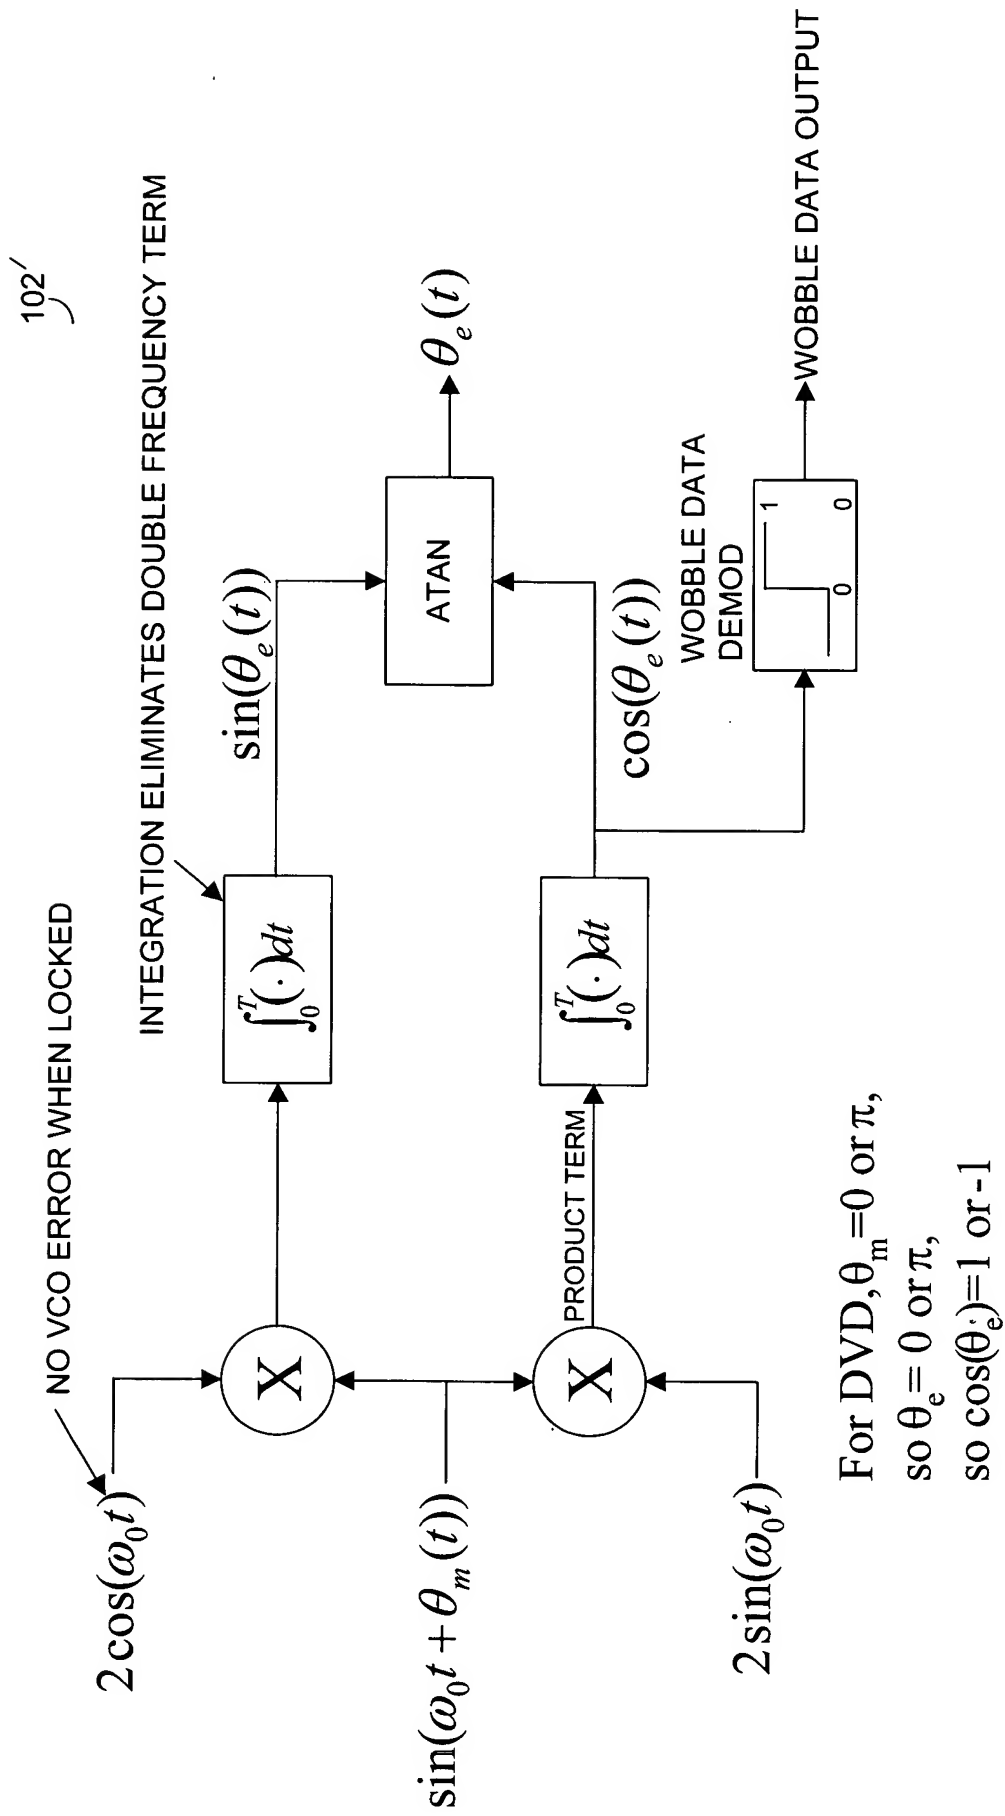 102'
NO VCO ERROR WHEN LOCKED
INTEGRATION ELIMINATES DOUBLE FREQUENCY TERM
2cos(ω₀t)
X
∫₀ᵀ(·)dt
sin(θₑ(t))
sin(ω₀t + θₘ(t))
ATAN
θₑ(t)
X
PRODUCT TERM
∫₀ᵀ(·)dt
cos(θₑ(t))
2sin(ω₀t)
WOBBLE DATA
DEMOD
1
0
0
WOBBLE DATA OUTPUT
For DVD,θₘ=0 or π,
so θₑ= 0 or π,
so cos(θₑ)=1 or -1